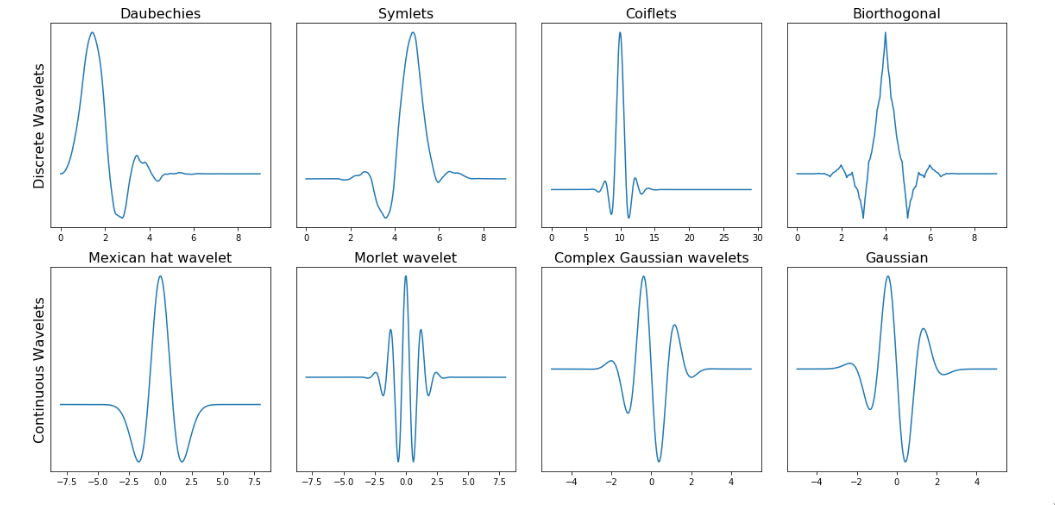 Daubechies
Symlets
Coiflets
Biorthogonal
Discrete Wavelets
0 2 4 6 8
0 2 4 6 8
0 5 10 15 20 25 30
0 2 4 6 8
Mexican hat wavelet
Morlet wavelet
Complex Gaussian wavelets
Gaussian
Continuous Wavelets
−7.5 −5.0 −2.5 0.0 2.5 5.0 7.5
−7.5 −5.0 −2.5 0.0 2.5 5.0 7.5
−4 −2 0 2 4
−4 −2 0 2 4